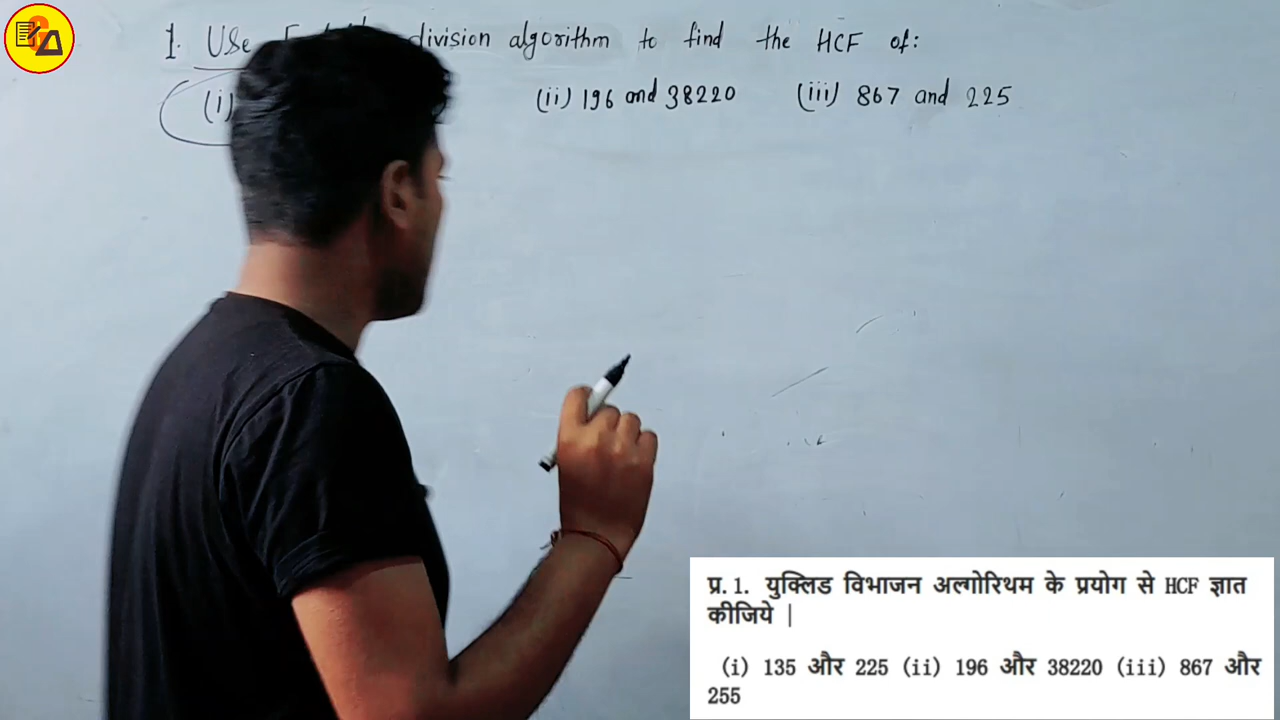 1. Use division algorithm to find the HCF of:
(i) (ii) 196 and 38220 (iii) 867 and 225
प्र. 1. युक्लिड विभाजन अल्गोरिथम के प्रयोग से HCF ज्ञात
कीजिये |
(i) 135 और 225 (ii) 196 और 38220 (iii) 867 और
255